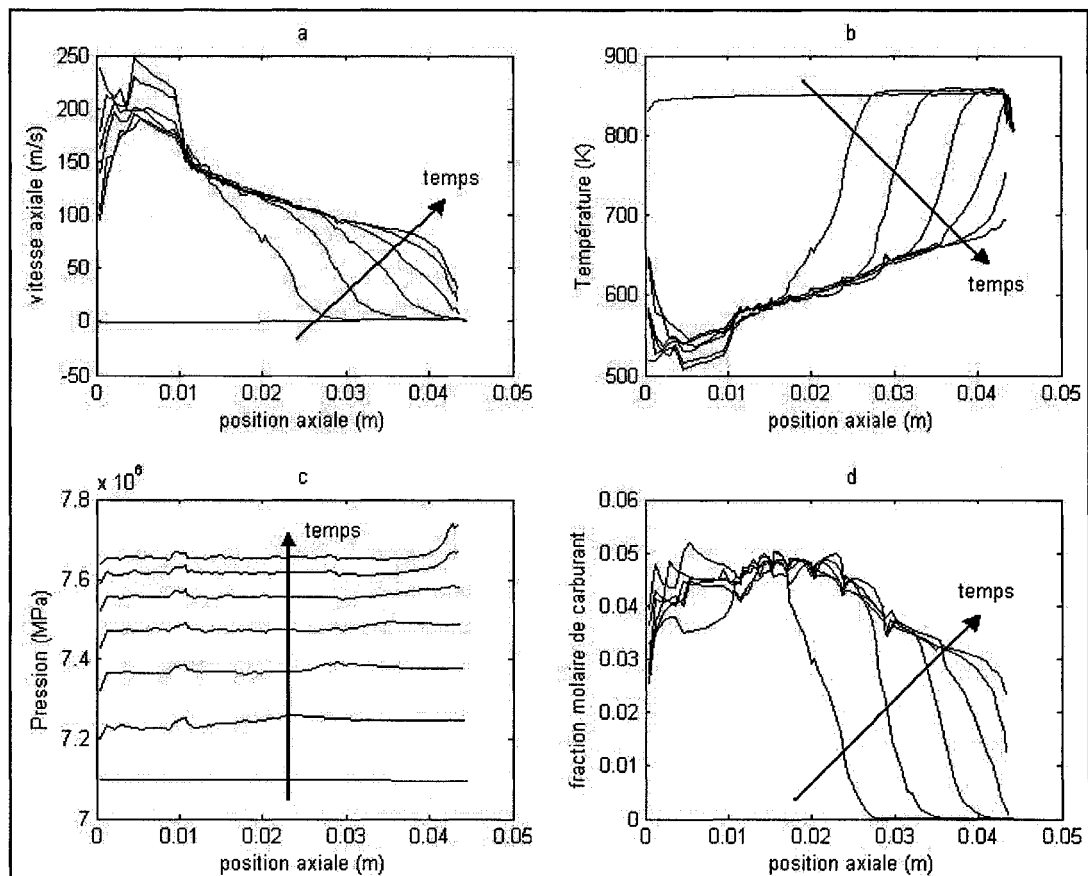 a
250
200
150
100
50
0
-50
vitesse axiale (m/s)
temps
0 0.01 0.02 0.03 0.04 0.05
position axiale (m)
b
900
800
700
600
500
Température (K)
temps
0 0.01 0.02 0.03 0.04 0.05
position axiale (m)
c
x 10⁶
7.8
7.6
7.4
7.2
7
Pression (MPa)
temps
0 0.01 0.02 0.03 0.04 0.05
position axiale (m)
d
0.06
0.05
0.04
0.03
0.02
0.01
0
fraction molaire de carburant
temps
0 0.01 0.02 0.03 0.04 0.05
position axiale (m)